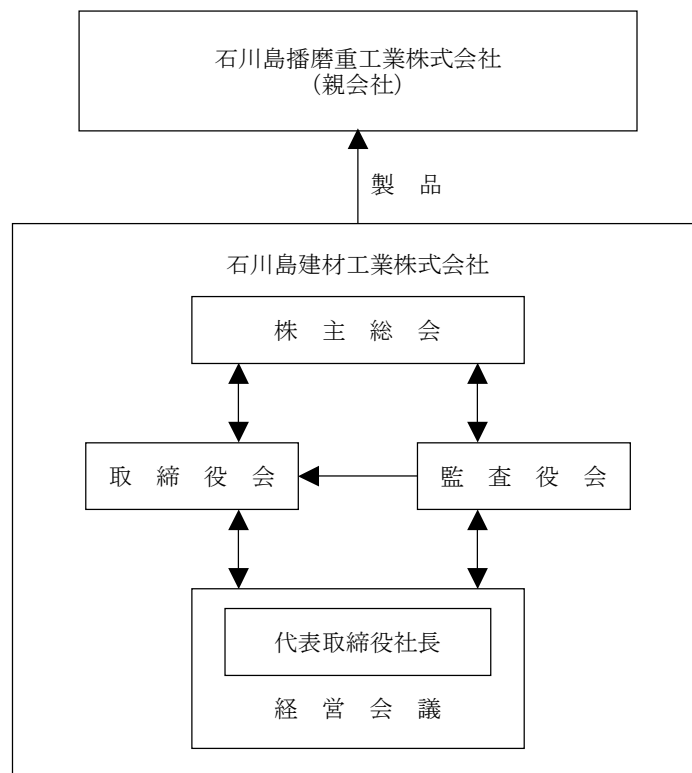 石川島播磨重工業株式会社
(親会社)
製　品
石川島建材工業株式会社
株　主　総　会
取　締　役　会
監　査　役　会
代表取締役社長
経　営　会　議